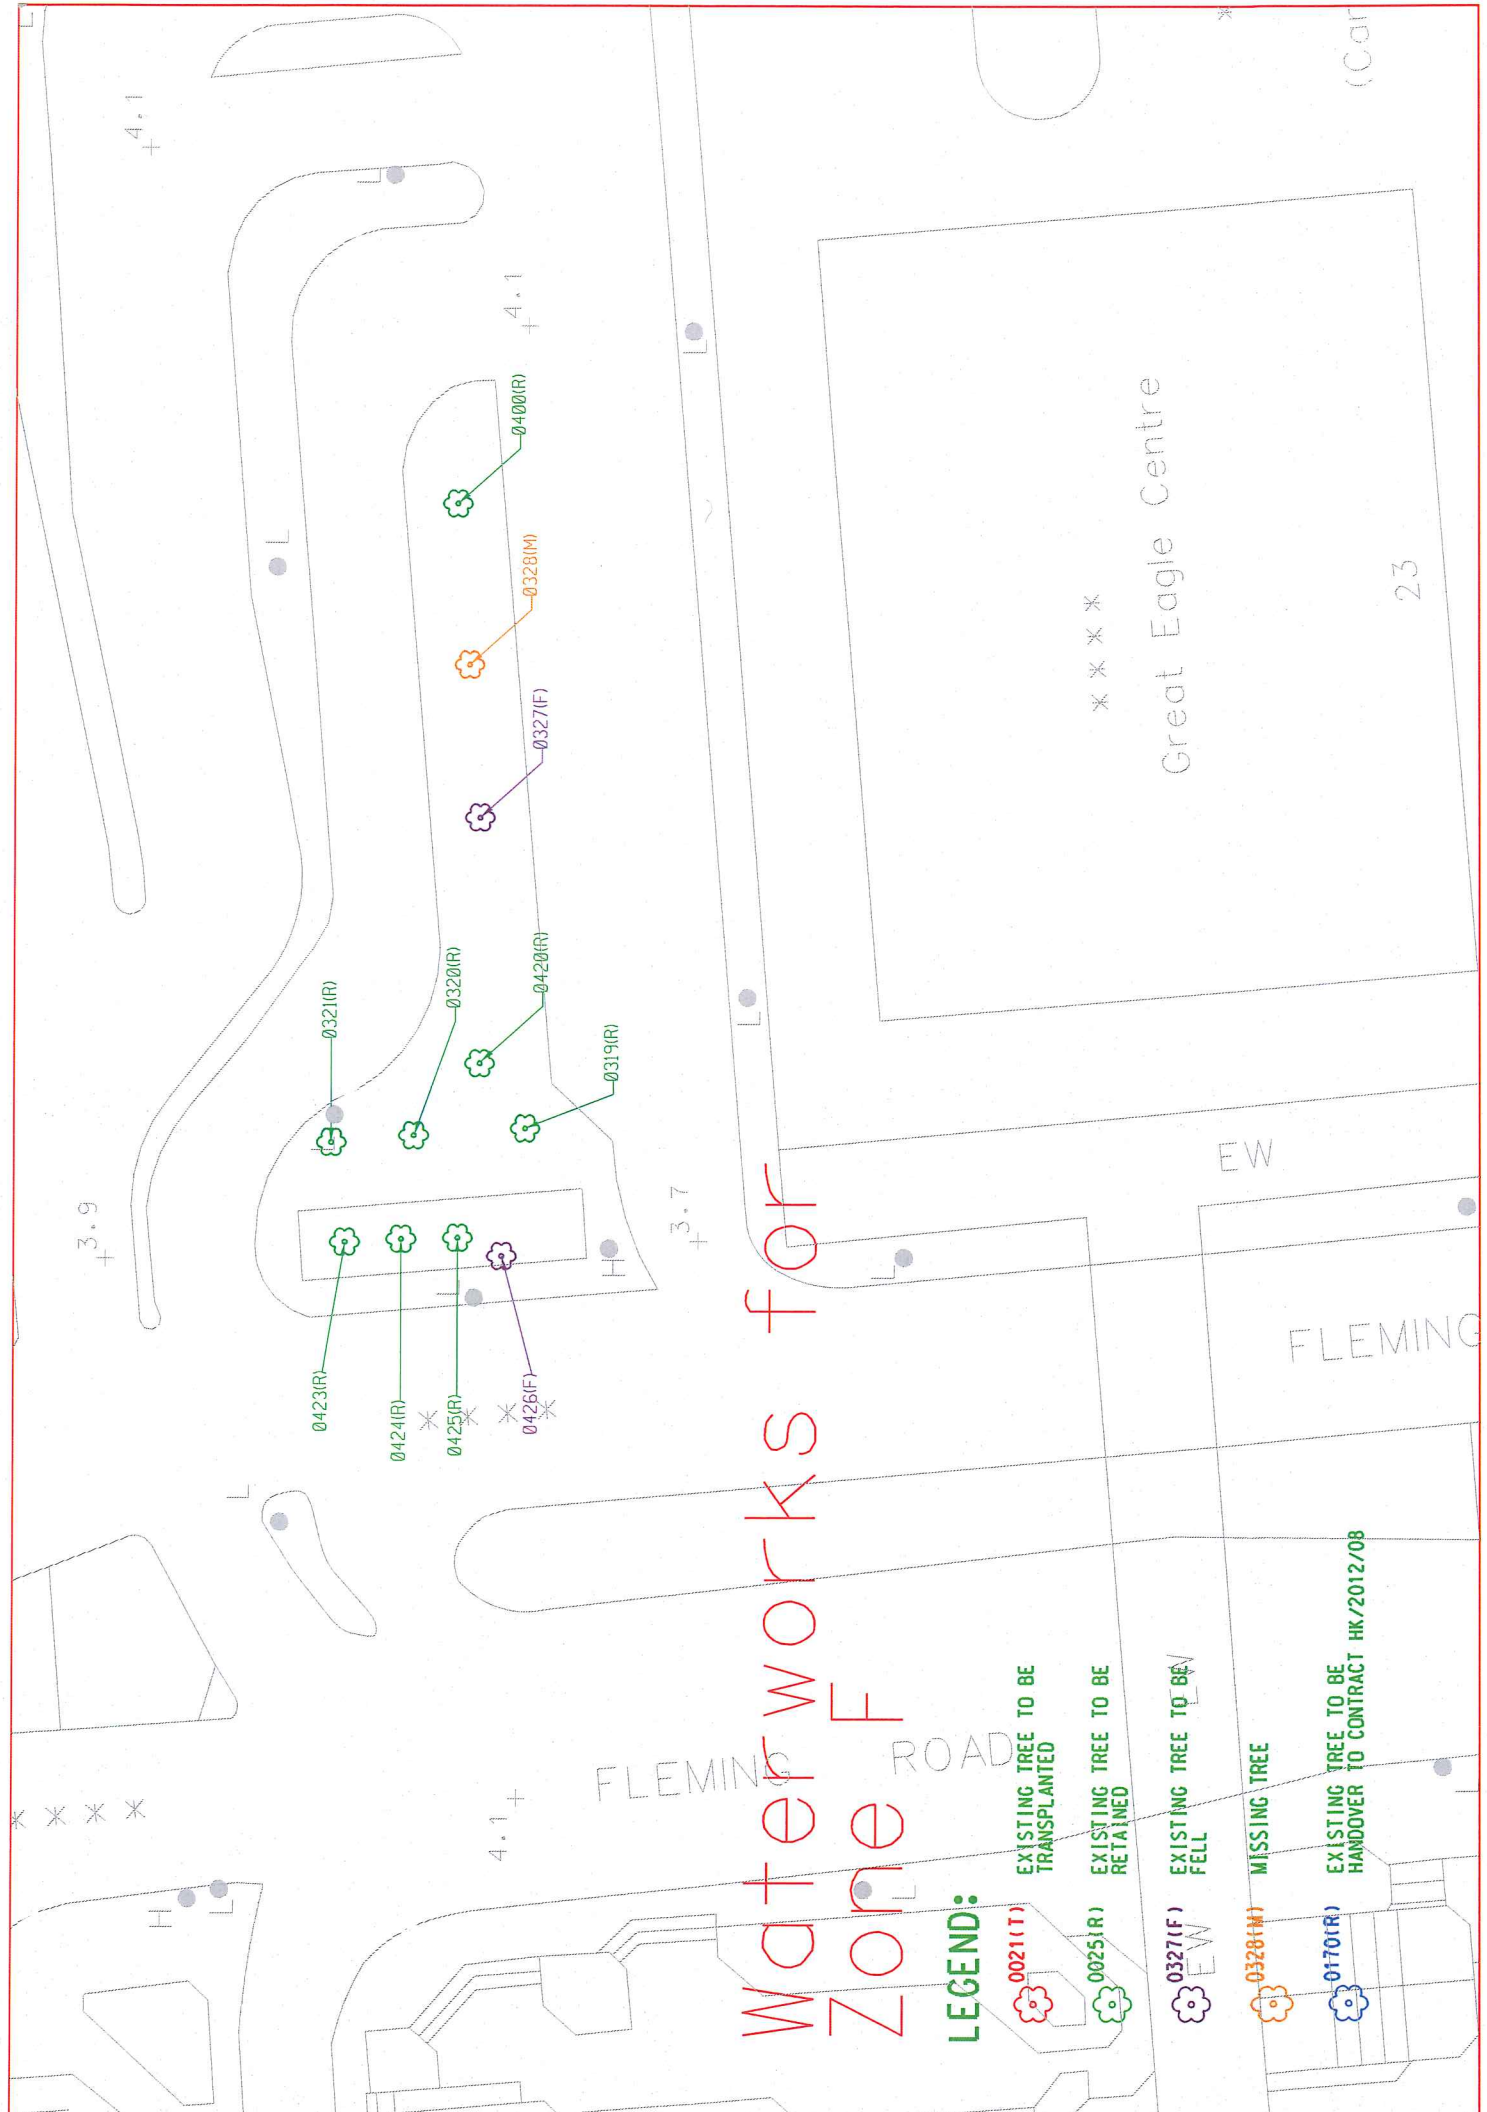 +4.1
+3.9
4.1+
+4.1
+3.7
0321(R)
0320(R)
0420(R)
0319(R)
0327(F)
0328(M)
0400(R)
0423(R)
0424(R)
0425(R)
0426(F)
* * * *
* * * *
* * * *
Great Eagle Centre
23
(Car
EW
EW
EW
FLEMING
FLEMING ROAD
H
H
L
L
L
L
L
L
L
L
L
L
Waterworks for
Zone F
LEGEND:
0021(T) EXISTING TREE TO BE
TRANSPLANTED
0025(R) EXISTING TREE TO BE
RETAINED
0327(F) EXISTING TREE TO BE
FELL
0328(M) MISSING TREE
0170(R) EXISTING TREE TO BE
HANDOVER TO CONTRACT HK/2012/08